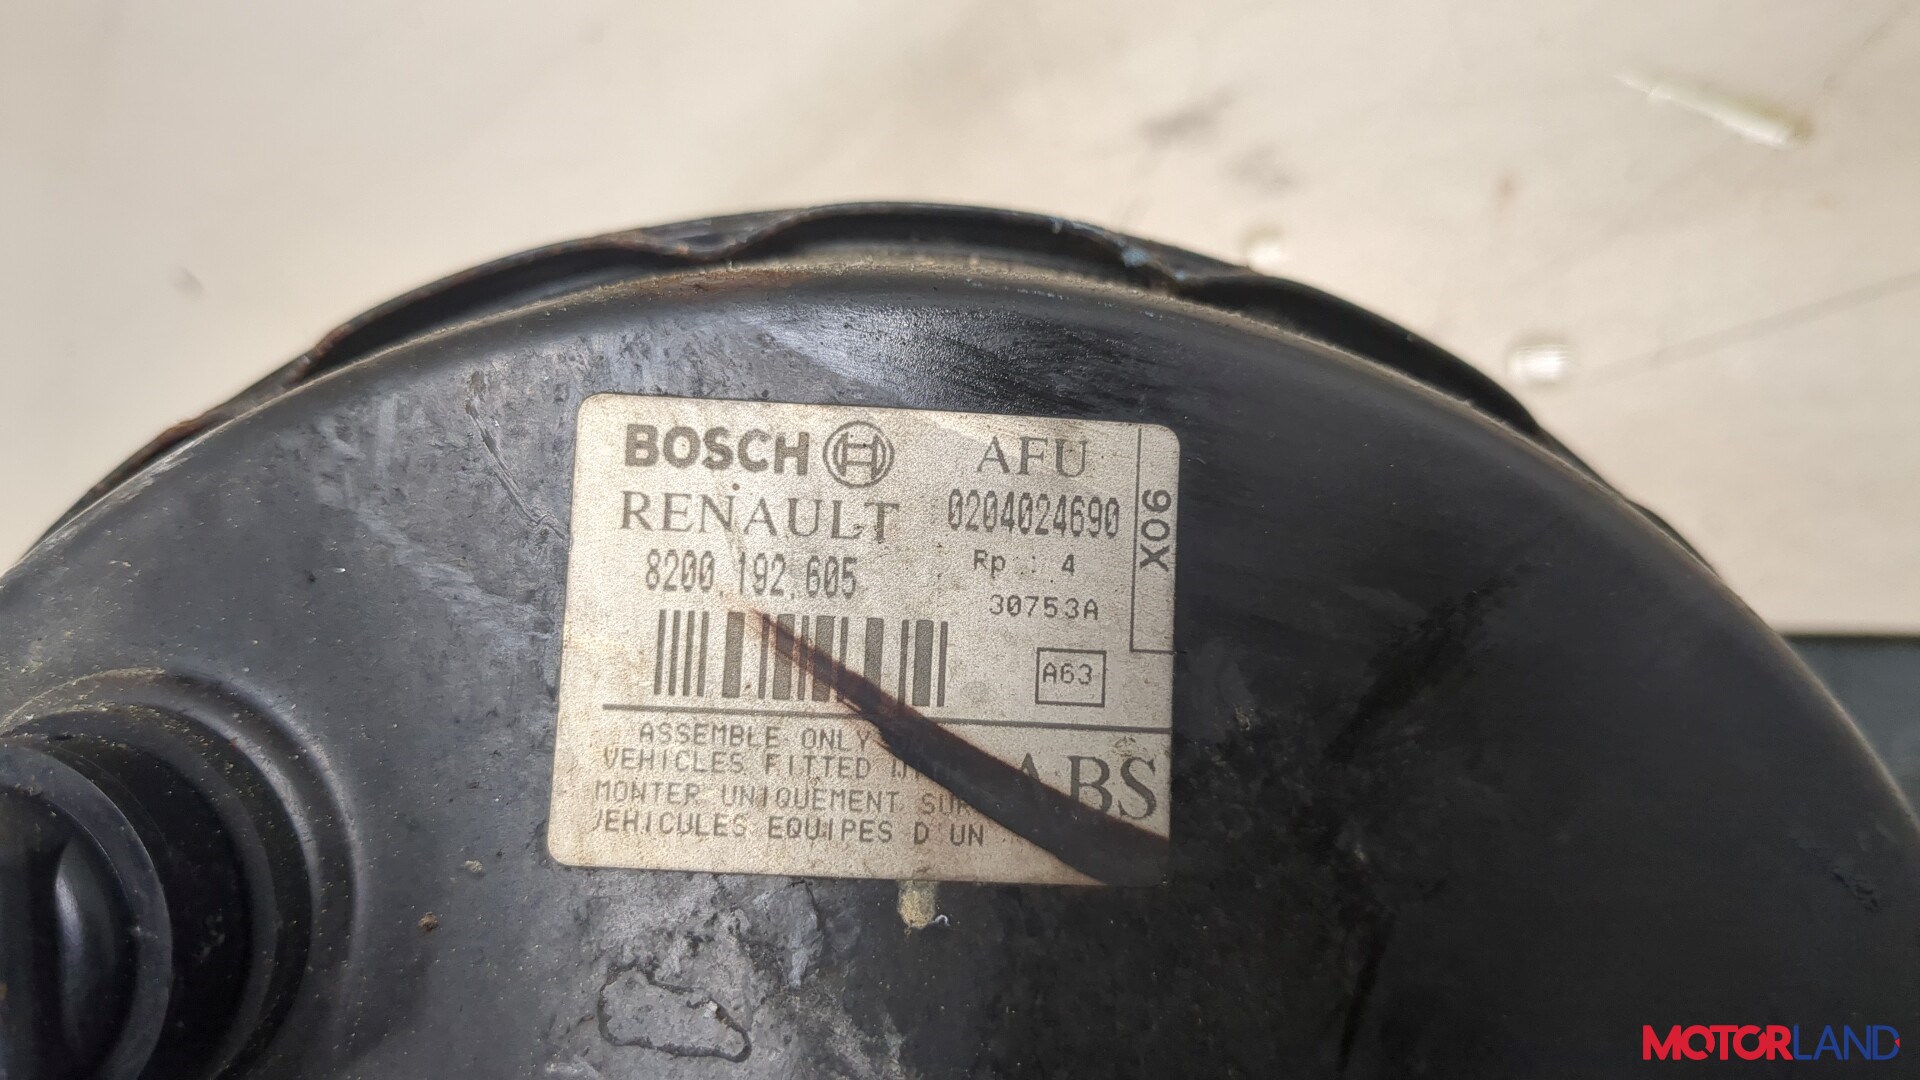 BOSCH AFU
RENAULT 0204024690
8200.192.605 Rp : 4
30753A
X06
A63
ASSEMBLE ONLY
VEHICLES FITTED
ABS
MONTER UNIQUEMENT SUR
VEHICULES EQUIPES D'UN
MOTORLAND